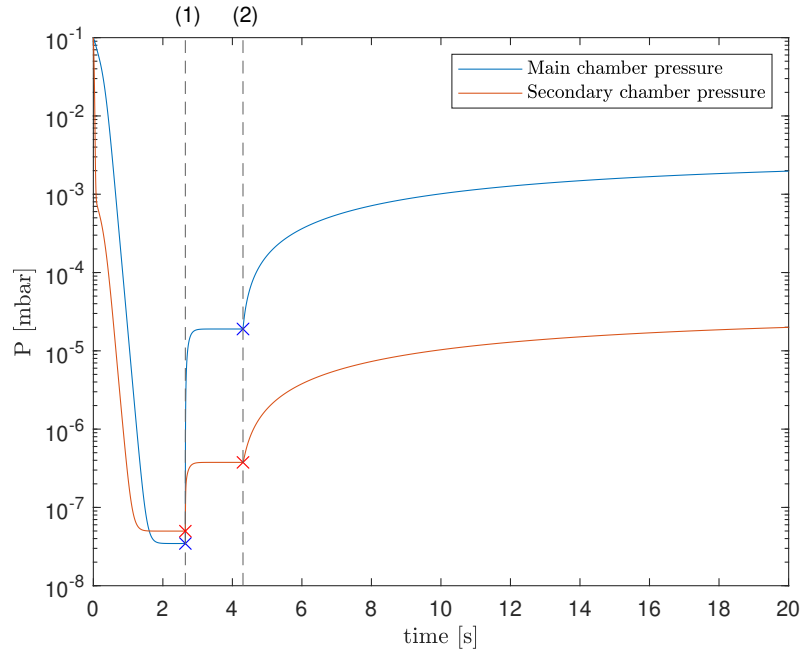 (1) (2)
10^-1
Main chamber pressure
Secondary chamber pressure
10^-2
10^-3
10^-4
P [mbar]
10^-5
10^-6
10^-7
10^-8
0 2 4 6 8 10 12 14 16 18 20
time [s]